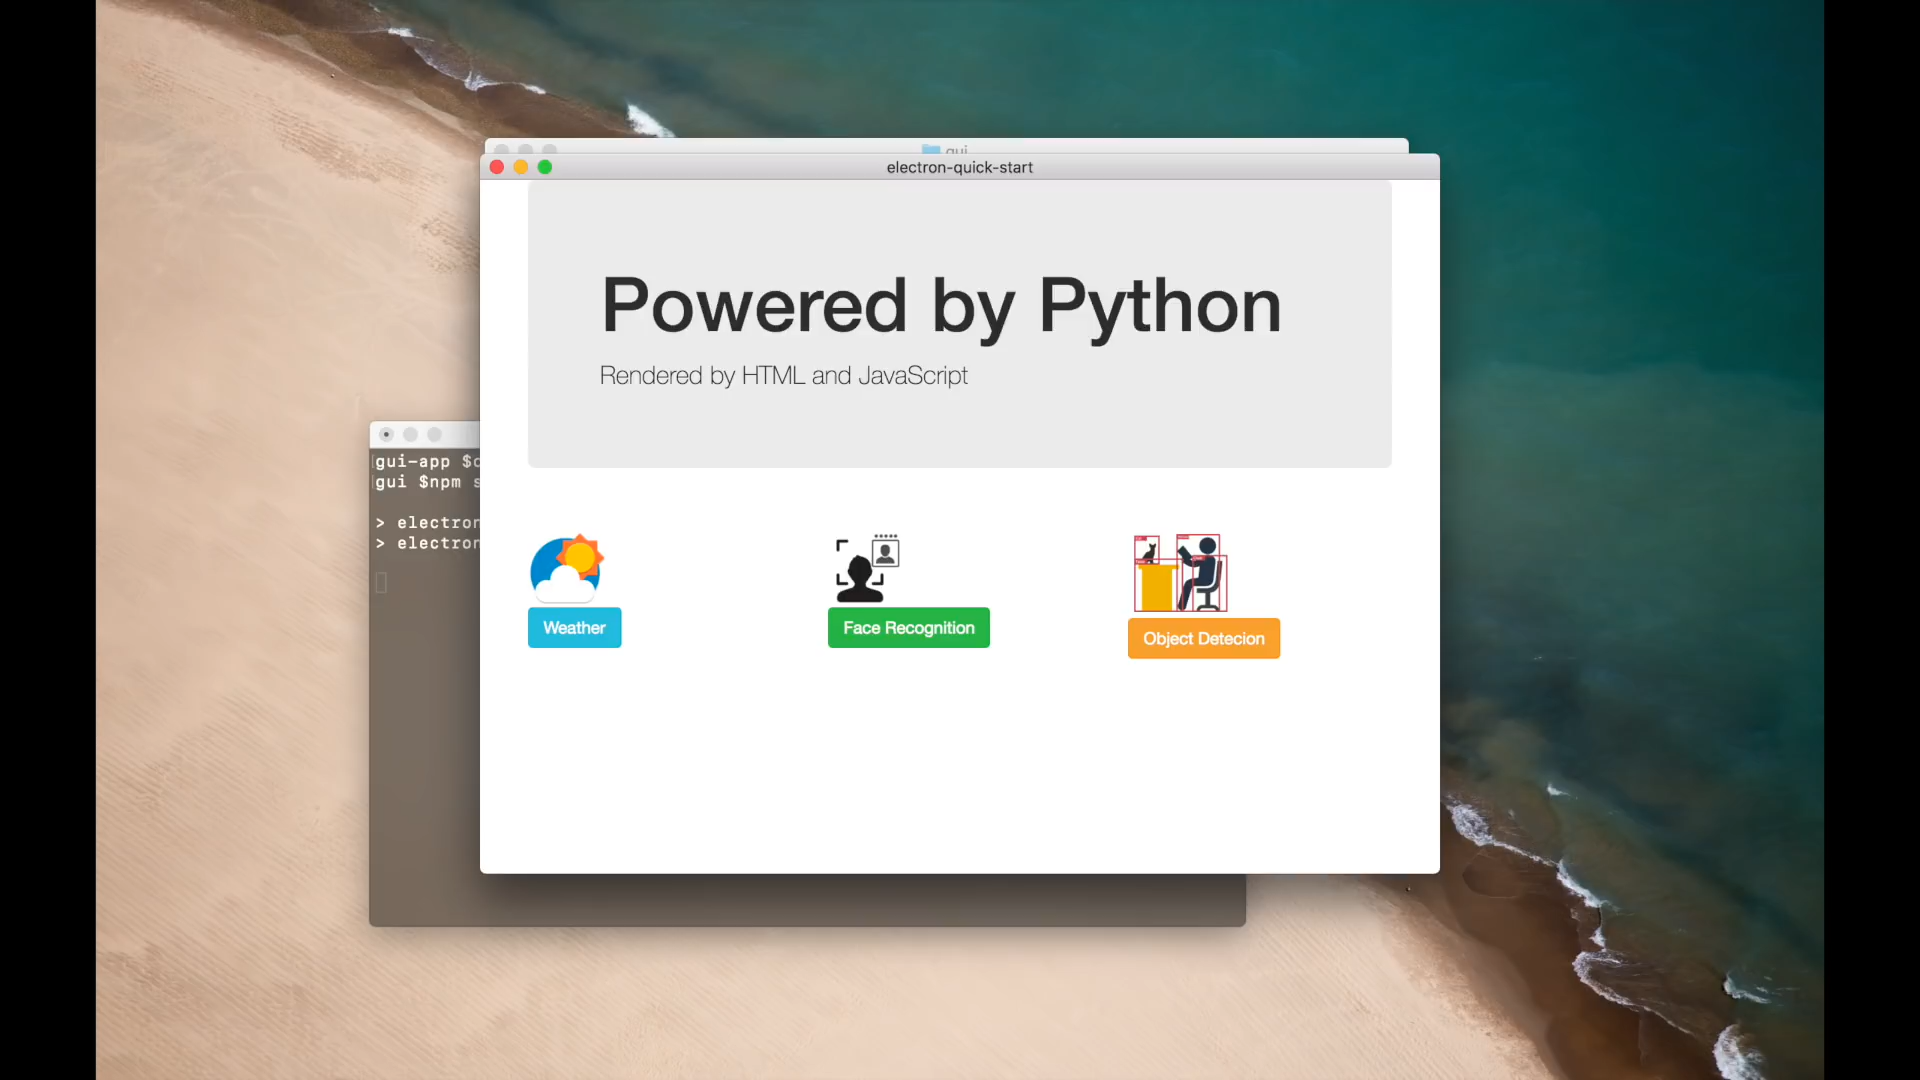 electron-quick-start
Powered by Python
Rendered by HTML and JavaScript
gui-app $
gui $npm s
> electron
> electron
Weather
Face Recognition
Object Detecion